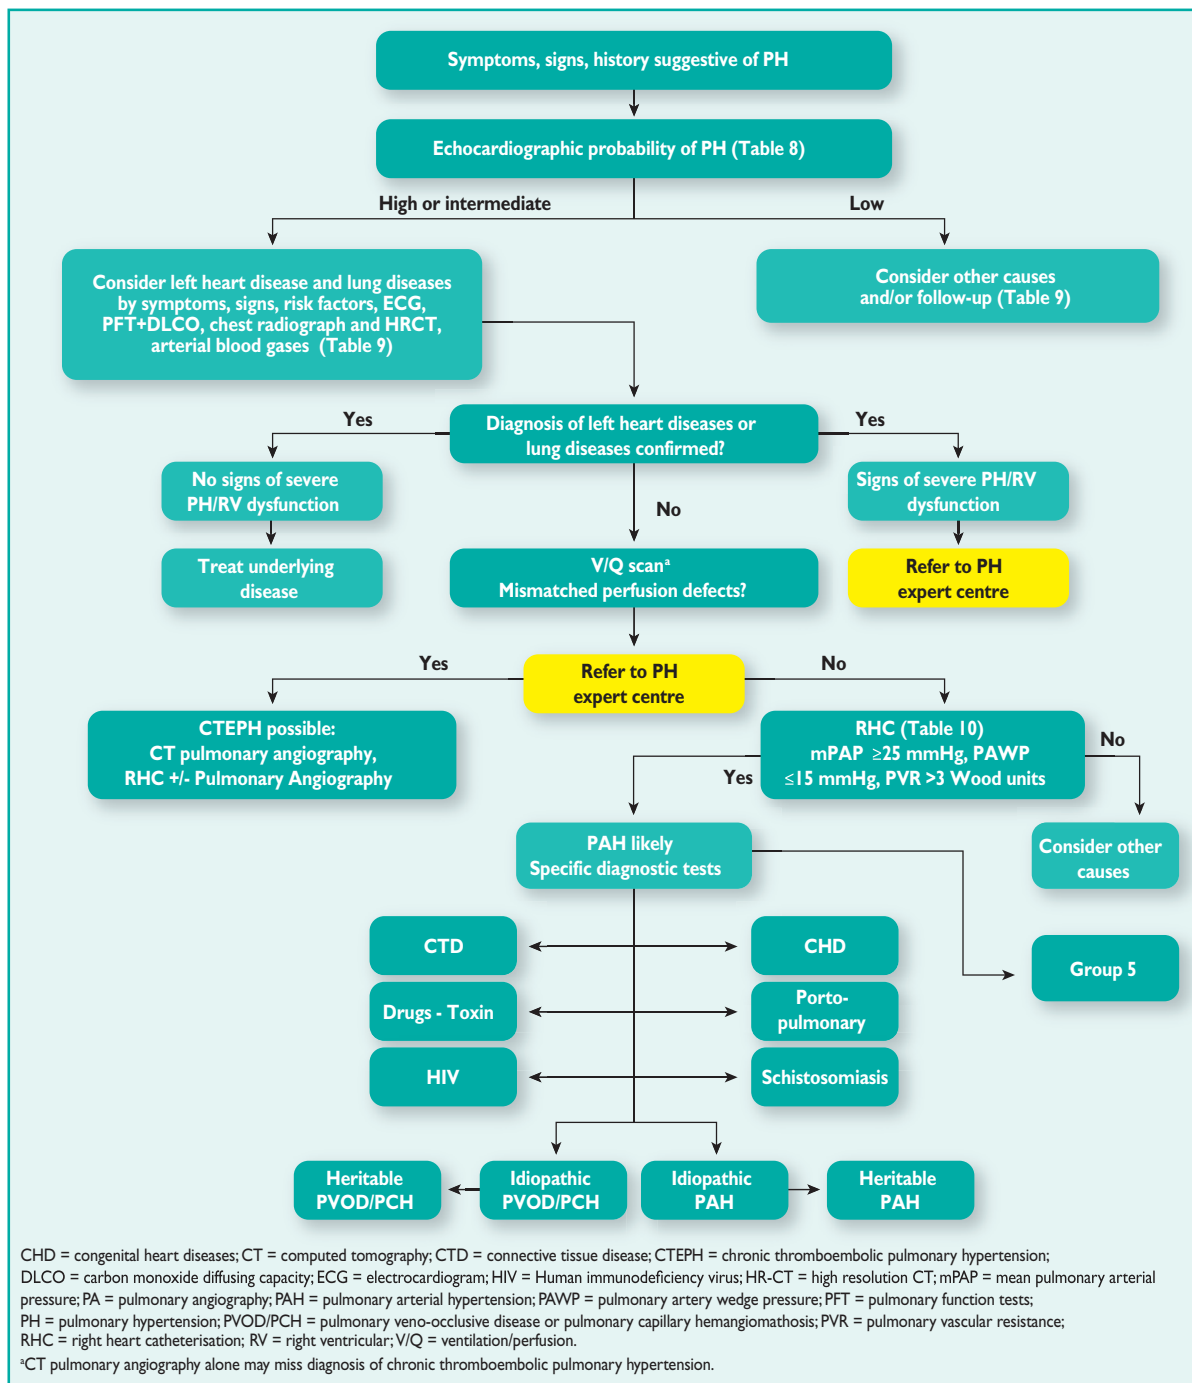 Symptoms, signs, history suggestive of PH
Echocardiographic probability of PH (Table 8)
High or intermediate
Low
Consider left heart disease and lung diseases
by symptoms, signs, risk factors, ECG,
PFT+DLCO, chest radiograph and HRCT,
arterial blood gases (Table 9)
Consider other causes
and/or follow-up (Table 9)
Yes
Diagnosis of left heart diseases or
lung diseases confirmed?
Yes
No signs of severe
PH/RV dysfunction
Signs of severe PH/RV
dysfunction
No
Treat underlying
disease
V/Q scanᵃ
Mismatched perfusion defects?
Refer to PH
expert centre
Yes
Refer to PH
expert centre
No
CTEPH possible:
CT pulmonary angiography,
RHC +/- Pulmonary Angiography
RHC (Table 10)
mPAP ≥25 mmHg, PAWP
≤15 mmHg, PVR >3 Wood units
No
Yes
PAH likely
Specific diagnostic tests
Consider other
causes
CTD
CHD
Group 5
Drugs - Toxin
Porto-
pulmonary
HIV
Schistosomiasis
Heritable
PVOD/PCH
Idiopathic
PVOD/PCH
Idiopathic
PAH
Heritable
PAH
CHD = congenital heart diseases; CT = computed tomography; CTD = connective tissue disease; CTEPH = chronic thromboembolic pulmonary hypertension;
DLCO = carbon monoxide diffusing capacity; ECG = electrocardiogram; HIV = Human immunodeficiency virus; HR-CT = high resolution CT; mPAP = mean pulmonary arterial
pressure; PA = pulmonary angiography; PAH = pulmonary arterial hypertension; PAWP = pulmonary artery wedge pressure; PFT = pulmonary function tests;
PH = pulmonary hypertension; PVOD/PCH = pulmonary veno-occlusive disease or pulmonary capillary hemangiomathosis; PVR = pulmonary vascular resistance;
RHC = right heart catheterisation; RV = right ventricular; V/Q = ventilation/perfusion.
ᵃCT pulmonary angiography alone may miss diagnosis of chronic thromboembolic pulmonary hypertension.